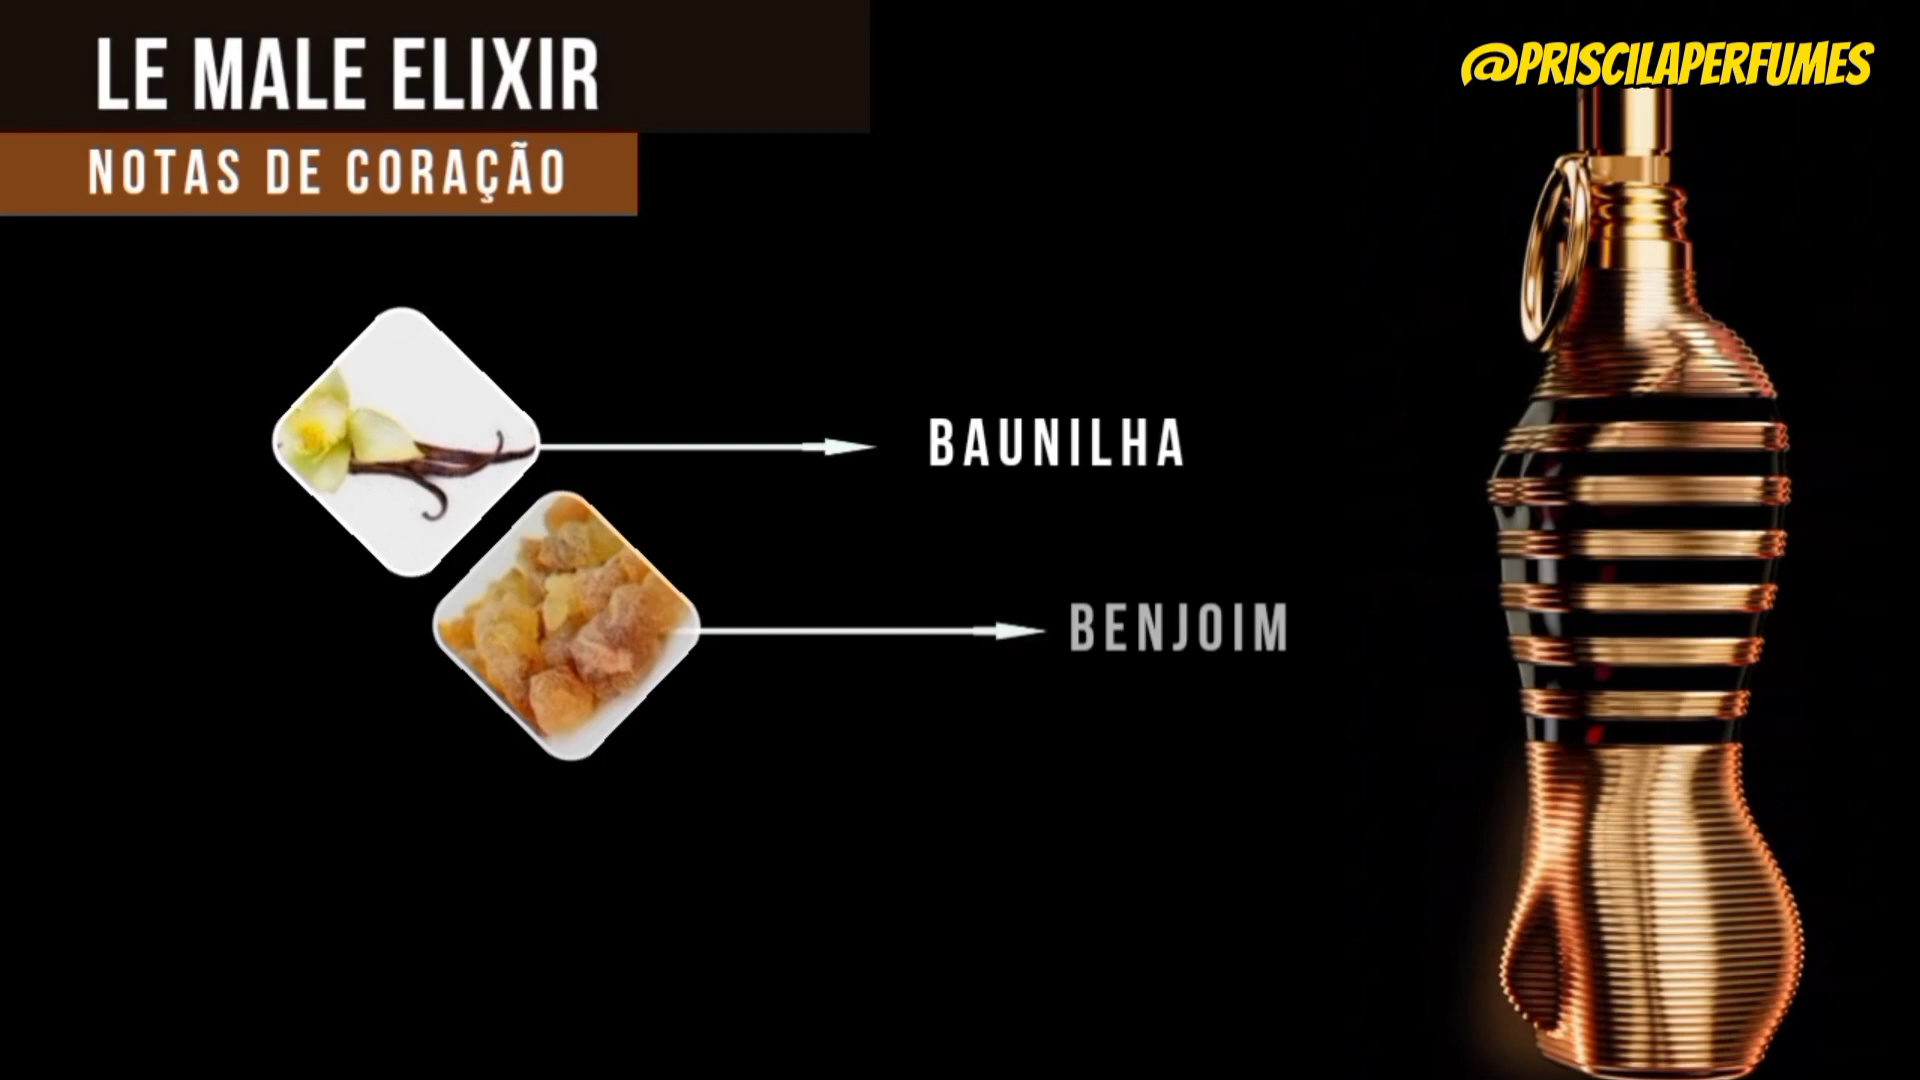 LE MALE ELIXIR
@PRISCILAPERFUMES
NOTAS DE CORAÇÃO
BAUNILHA
BENJOIM